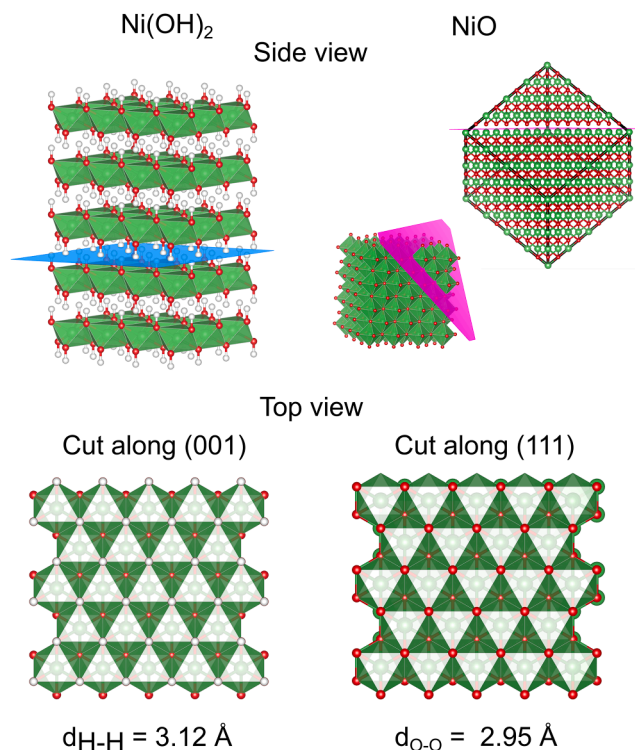 Ni(OH)₂ NiO
Side view
Top view
Cut along (001) Cut along (111)
dH-H = 3.12 Å dO-O = 2.95 Å